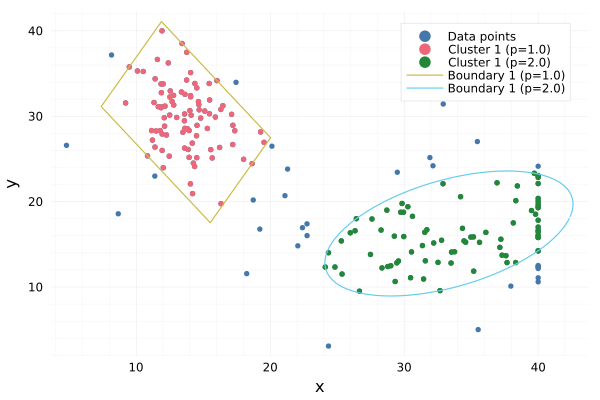 40
30
20
10
y
10
20
30
40
x
Data points
Cluster 1 (p=1.0)
Cluster 1 (p=2.0)
Boundary 1 (p=1.0)
Boundary 1 (p=2.0)